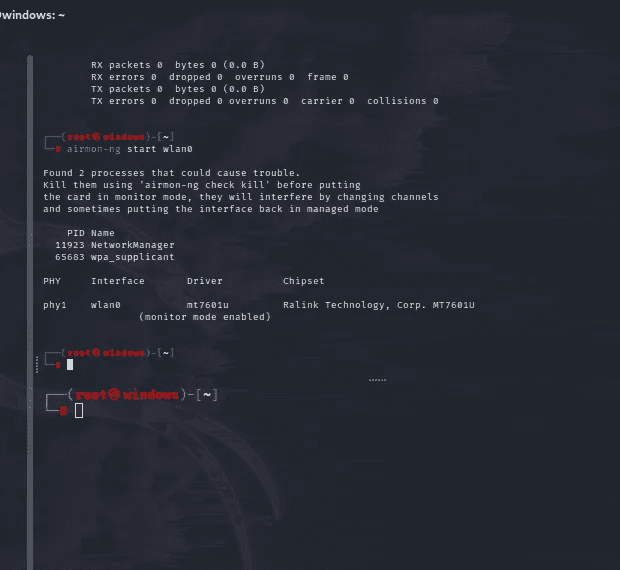 windows: ~
RX packets 0  bytes 0 (0.0 B)
RX errors 0  dropped 0  overruns 0  frame 0
TX packets 0  bytes 0 (0.0 B)
TX errors 0  dropped 0 overruns 0  carrier 0  collisions 0
┌──(root㉿windows)-[~]
└─# airmon-ng start wlan0
Found 2 processes that could cause trouble.
Kill them using 'airmon-ng check kill' before putting
the card in monitor mode, they will interfere by changing channels
and sometimes putting the interface back in managed mode
PID Name
11923 NetworkManager
65683 wpa_supplicant
PHY     Interface       Driver          Chipset
phy1    wlan0           mt7601u         Ralink Technology, Corp. MT7601U
(monitor mode enabled)
┌──(root㉿windows)-[~]
└─#
┌──(root㉿windows)-[~]
└─#